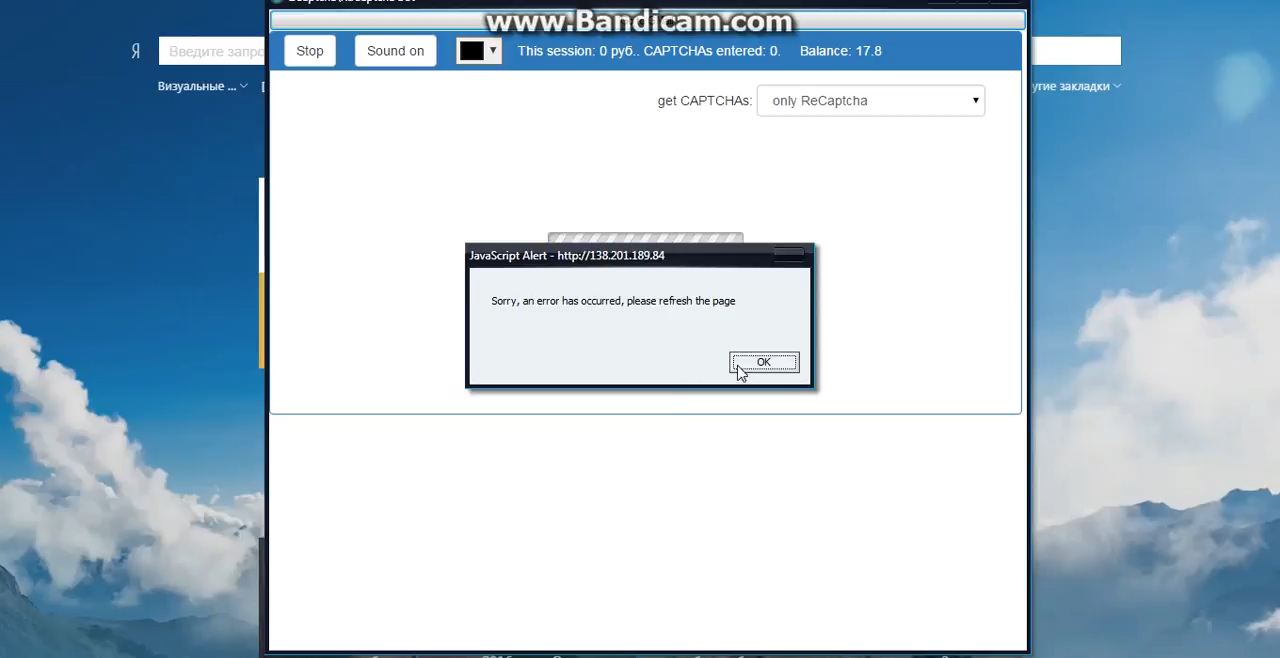 www.Bandicam.com
Я
Введите запро
Stop
Sound on
This session: 0 руб.. CAPTCHAs entered: 0.
Balance: 17.8
Визуальные ...
угие закладки
get CAPTCHAs:
only ReCaptcha
JavaScript Alert - http://138.201.189.84
Sorry, an error has occurred, please refresh the page
OK